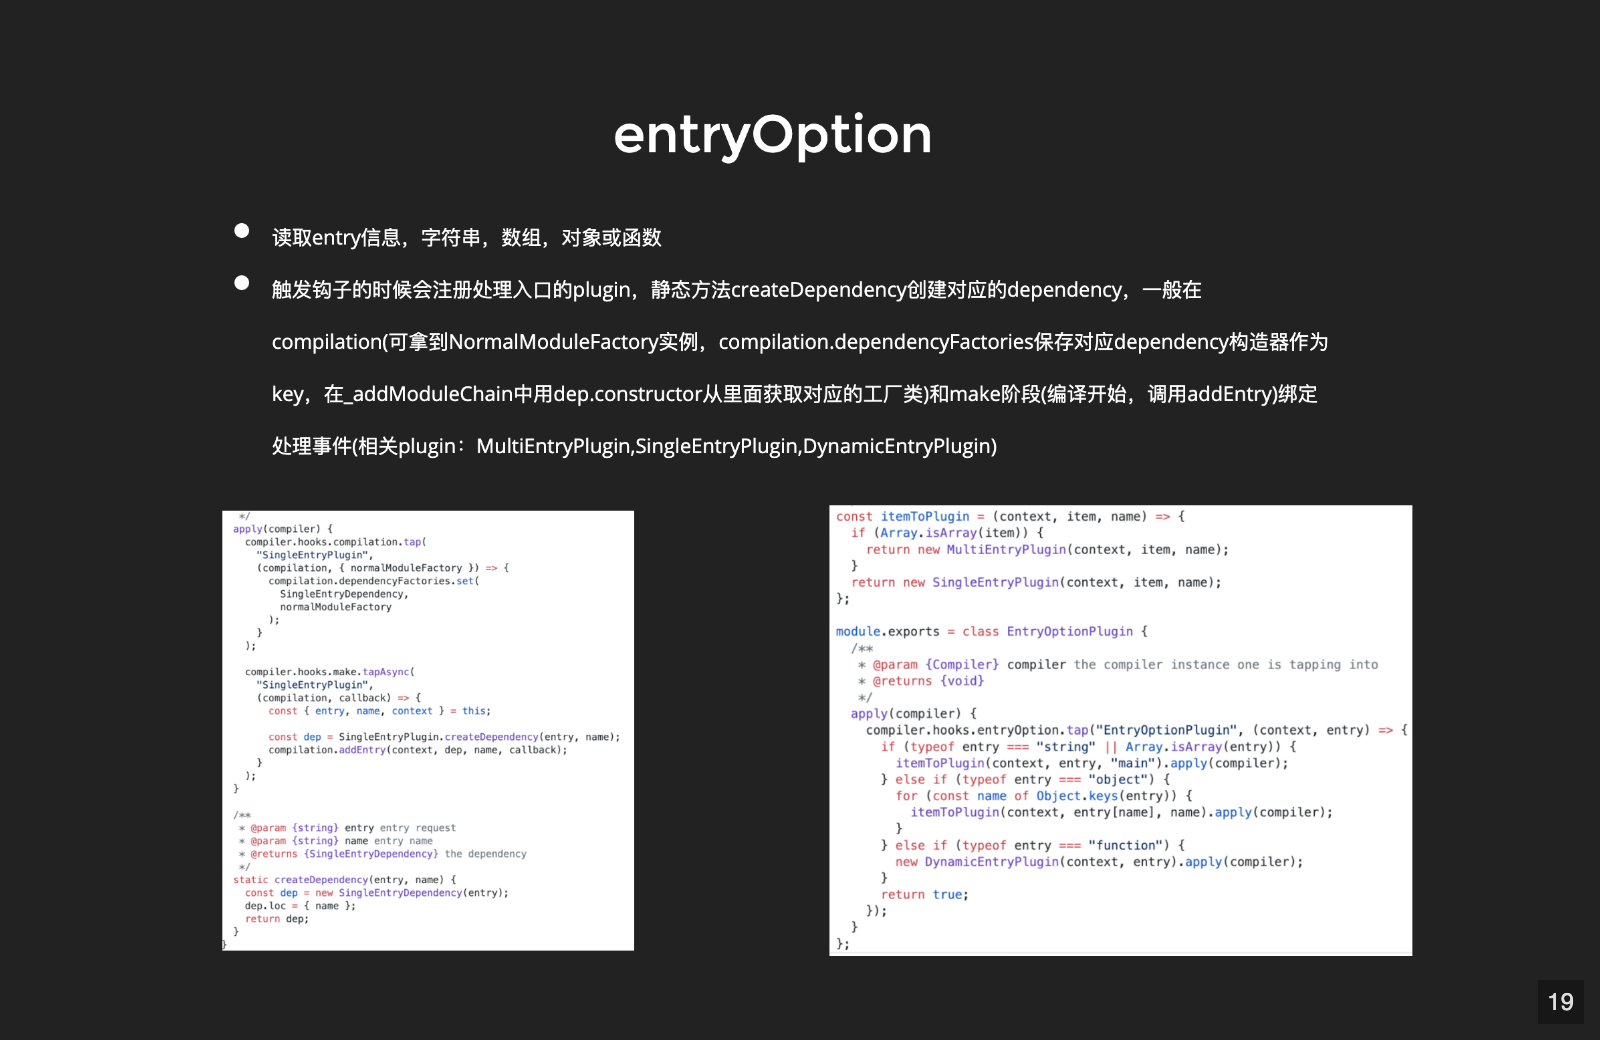 entryOption
读取entry信息，字符串，数组，对象或函数
触发钩子的时候会注册处理入口的plugin，静态方法createDependency创建对应的dependency，一般在
compilation(可拿到NormalModuleFactory实例，compilation.dependencyFactories保存对应dependency构造器作为
key，在_addModuleChain中用dep.constructor从里面获取对应的工厂类)和make阶段(编译开始，调用addEntry)绑定
处理事件(相关plugin：MultiEntryPlugin,SingleEntryPlugin,DynamicEntryPlugin)
*/
apply(compiler) {
compiler.hooks.compilation.tap(
"SingleEntryPlugin",
(compilation, { normalModuleFactory }) => {
compilation.dependencyFactories.set(
SingleEntryDependency,
normalModuleFactory
);
}
);
compiler.hooks.make.tapAsync(
"SingleEntryPlugin",
(compilation, callback) => {
const { entry, name, context } = this;
const dep = SingleEntryPlugin.createDependency(entry, name);
compilation.addEntry(context, dep, name, callback);
}
);
}
/**
* @param {string} entry entry request
* @param {string} name entry name
* @returns {SingleEntryDependency} the dependency
*/
static createDependency(entry, name) {
const dep = new SingleEntryDependency(entry);
dep.loc = { name };
return dep;
}
}
const itemToPlugin = (context, item, name) => {
if (Array.isArray(item)) {
return new MultiEntryPlugin(context, item, name);
}
return new SingleEntryPlugin(context, item, name);
};
module.exports = class EntryOptionPlugin {
/**
* @param {Compiler} compiler the compiler instance one is tapping into
* @returns {void}
*/
apply(compiler) {
compiler.hooks.entryOption.tap("EntryOptionPlugin", (context, entry) => {
if (typeof entry === "string" || Array.isArray(entry)) {
itemToPlugin(context, entry, "main").apply(compiler);
} else if (typeof entry === "object") {
for (const name of Object.keys(entry)) {
itemToPlugin(context, entry[name], name).apply(compiler);
}
} else if (typeof entry === "function") {
new DynamicEntryPlugin(context, entry).apply(compiler);
}
return true;
});
}
};
19